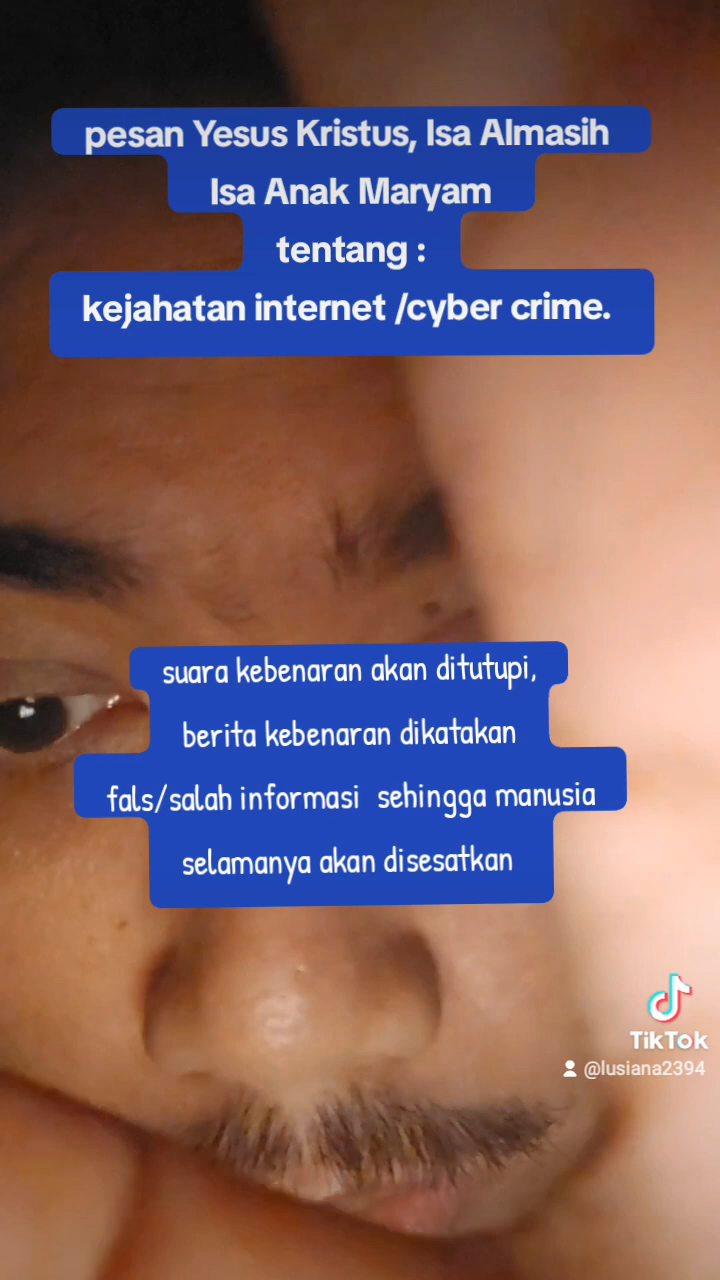 pesan Yesus Kristus, Isa Almasih
Isa Anak Maryam
tentang :
kejahatan internet /cyber crime.
suara kebenaran akan ditutupi,
berita kebenaran dikatakan
fals/salah informasi sehingga manusia
selamanya akan disesatkan
TikTok
@lusiana2394